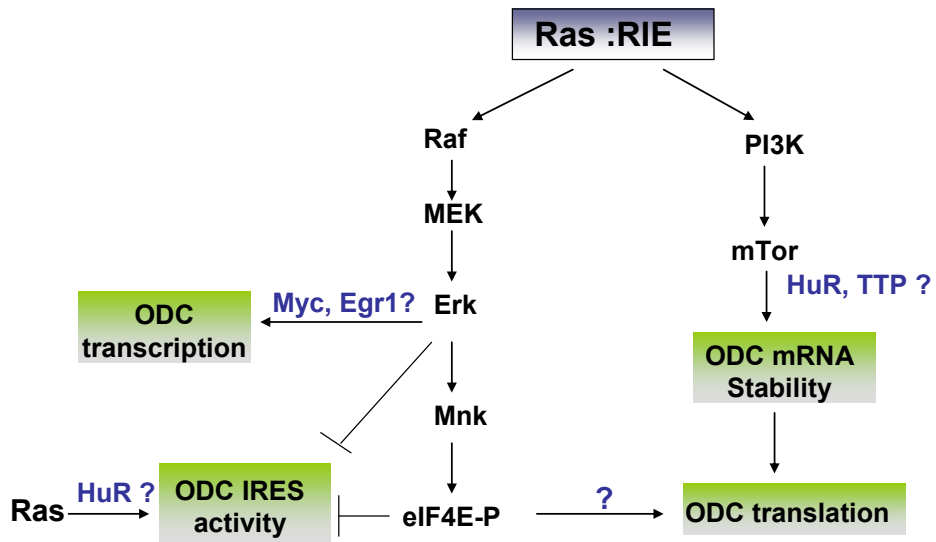 Ras :RIE
Raf
PI3K
MEK
mTor
HuR, TTP ?
Myc, Egr1?
Erk
ODC
transcription
ODC mRNA
Stability
Mnk
Ras
HuR ?
ODC IRES
activity
eIF4E-P
?
ODC translation